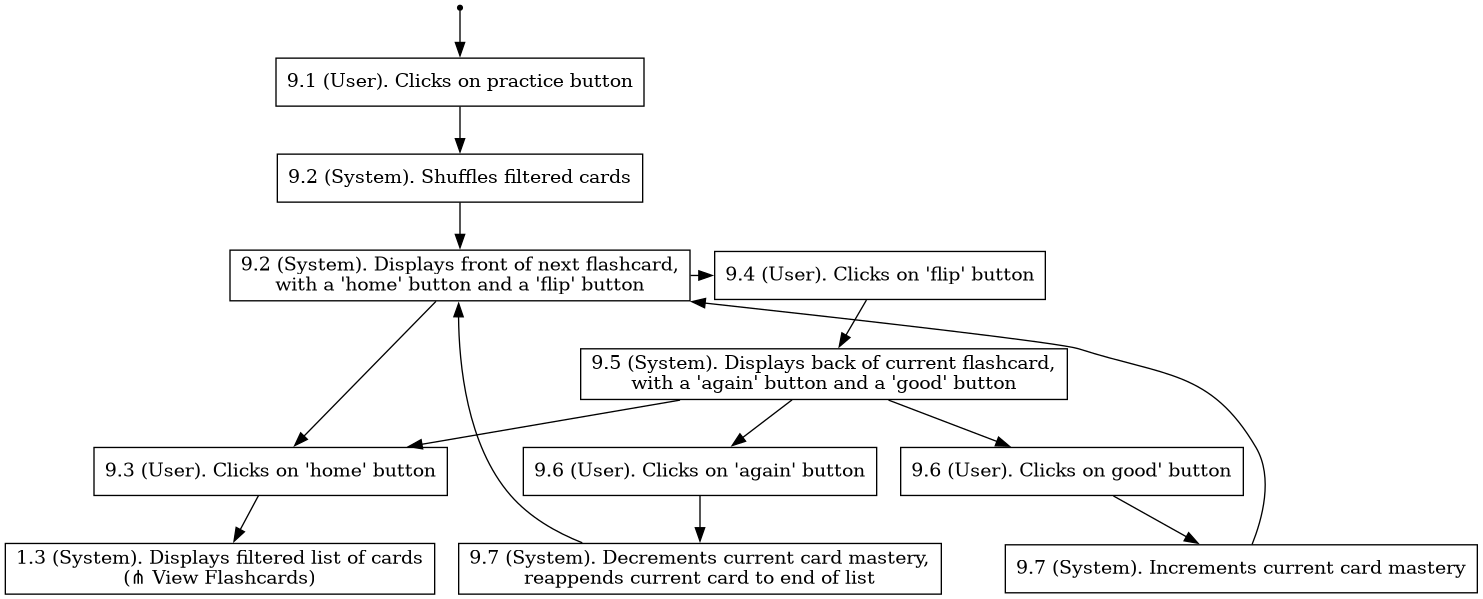 9.1 (User). Clicks on practice button
9.2 (System). Shuffles filtered cards
9.2 (System). Displays front of next flashcard,
with a 'home' button and a 'flip' button
9.4 (User). Clicks on 'flip' button
9.5 (System). Displays back of current flashcard,
with a 'again' button and a 'good' button
9.3 (User). Clicks on 'home' button
9.6 (User). Clicks on 'again' button
9.6 (User). Clicks on good' button
1.3 (System). Displays filtered list of cards
(⋔ View Flashcards)
9.7 (System). Decrements current card mastery,
reappends current card to end of list
9.7 (System). Increments current card mastery